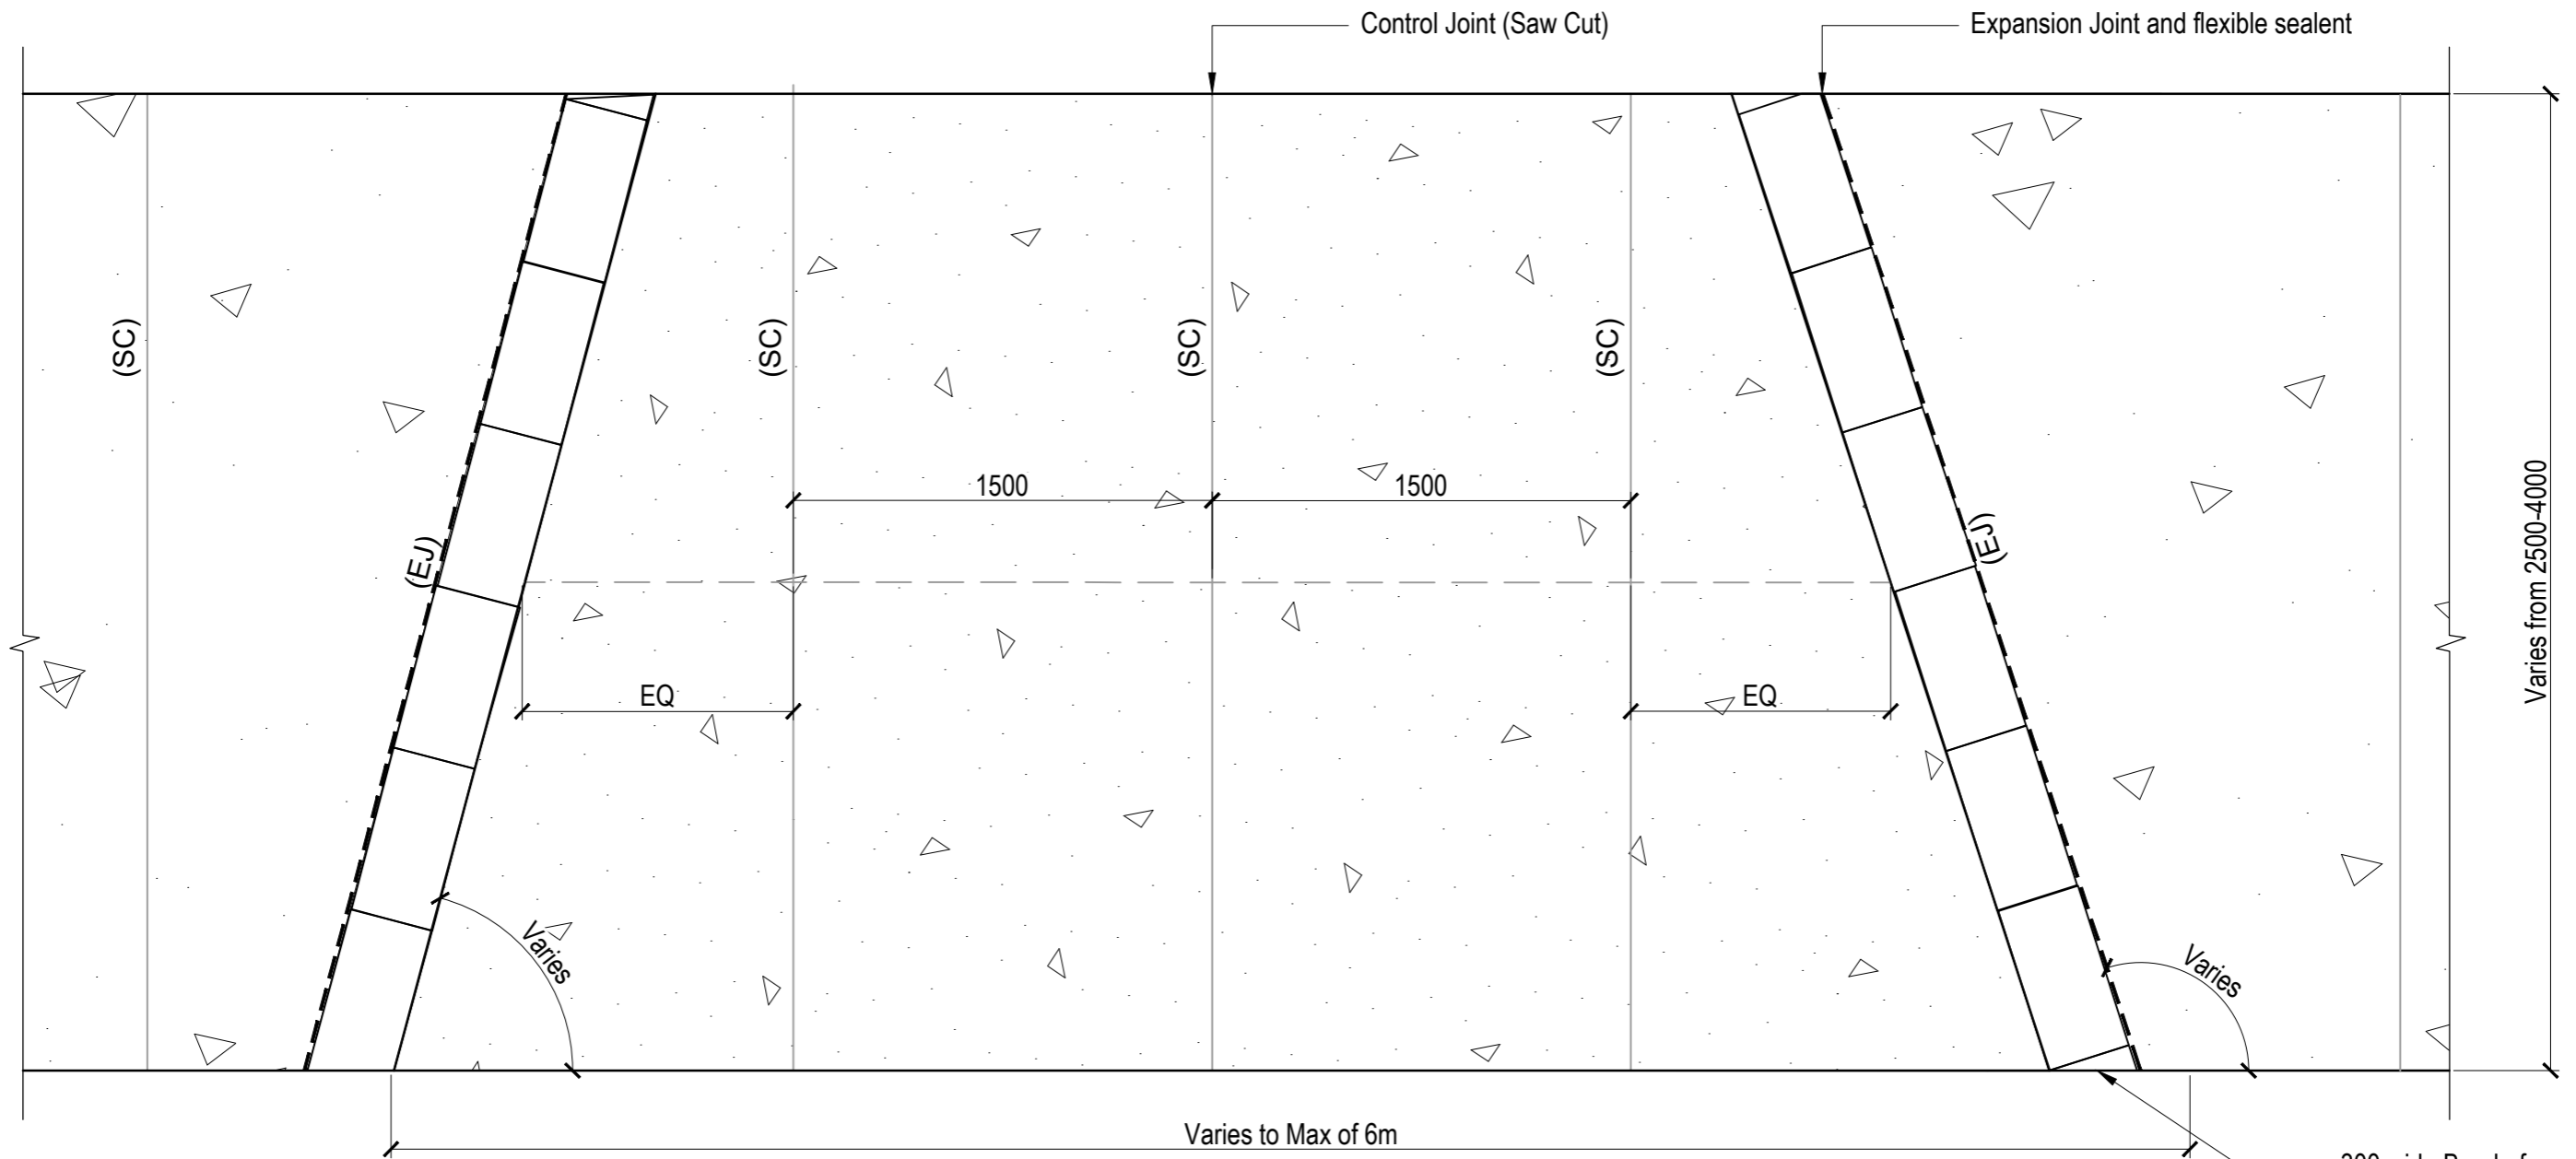 Control Joint (Saw Cut)
Expansion Joint and flexible sealent
(SC)
(SC)
(SC)
(SC)
1500
1500
Varies from 2500-4000
(EJ)
(EJ)
EQ
EQ
Varies
Varies
Varies to Max of 6m